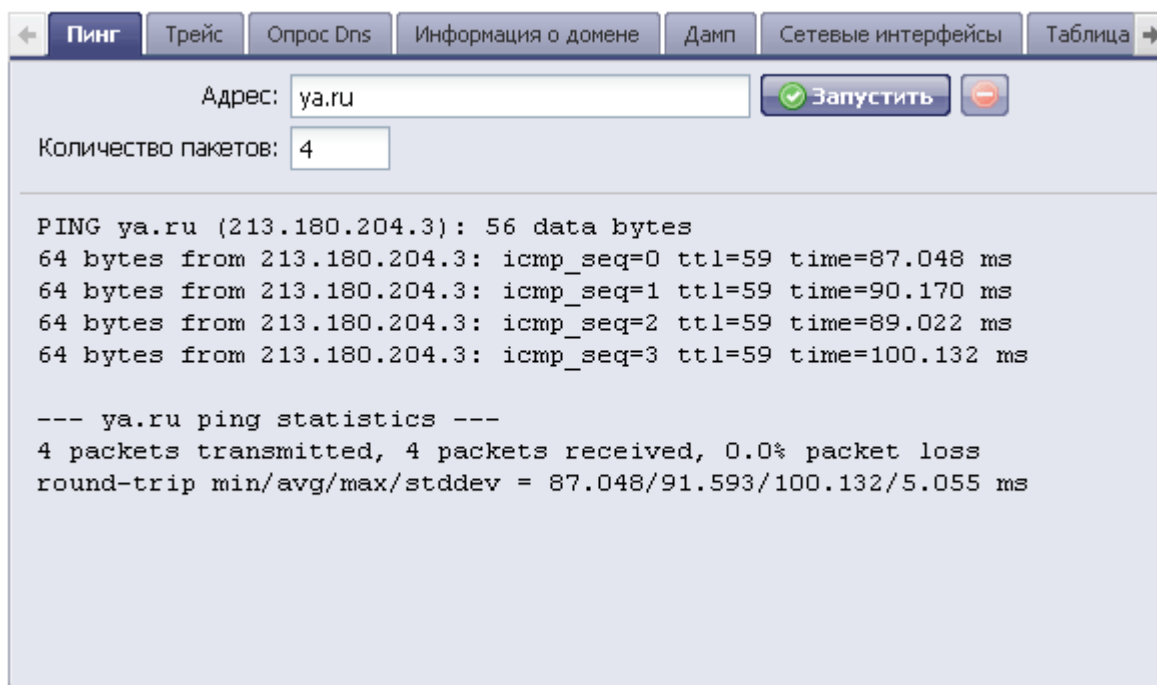 Пинг Трейс Опрос Dns Информация о домене Дамп Сетевые интерфейсы Таблица
Адрес: ya.ru Запустить
Количество пакетов: 4
PING ya.ru (213.180.204.3): 56 data bytes
64 bytes from 213.180.204.3: icmp_seq=0 ttl=59 time=87.048 ms
64 bytes from 213.180.204.3: icmp_seq=1 ttl=59 time=90.170 ms
64 bytes from 213.180.204.3: icmp_seq=2 ttl=59 time=89.022 ms
64 bytes from 213.180.204.3: icmp_seq=3 ttl=59 time=100.132 ms
--- ya.ru ping statistics ---
4 packets transmitted, 4 packets received, 0.0% packet loss
round-trip min/avg/max/stddev = 87.048/91.593/100.132/5.055 ms